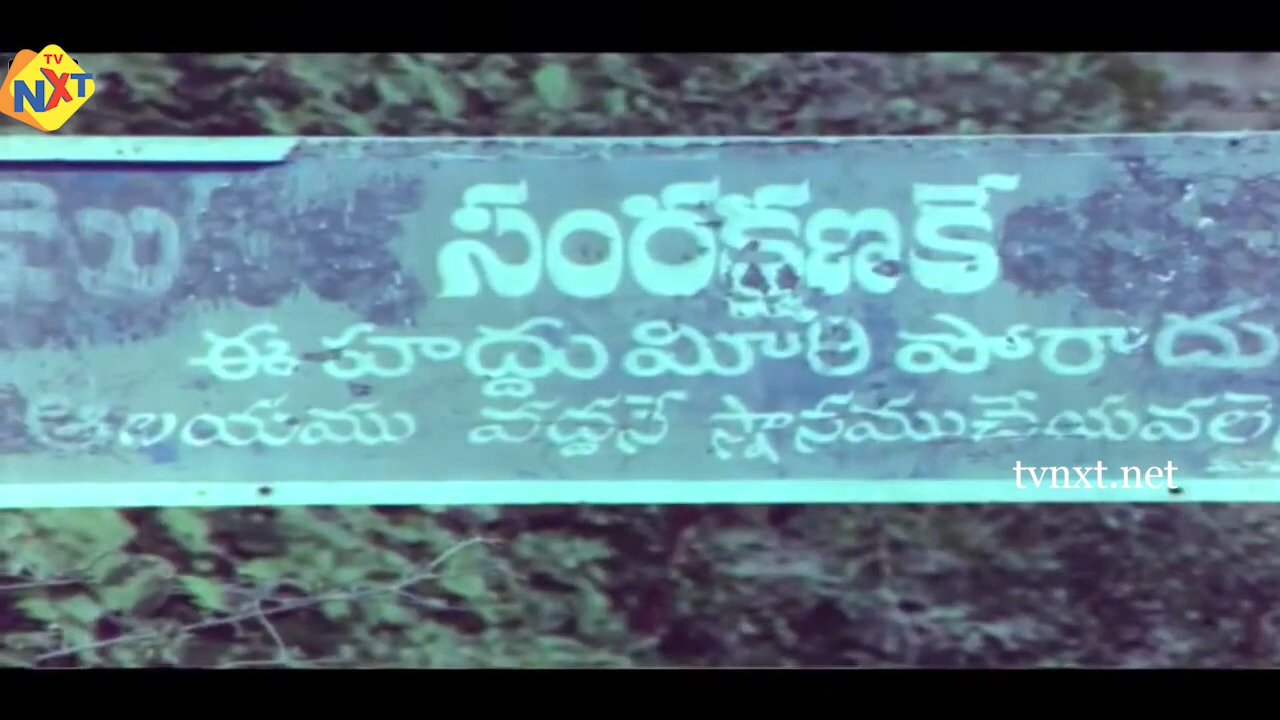 TV
NXT
సంరక్షణకే
ఈ హద్దు మీరి పోరాదు
ఆలయము వద్దనే స్నానముచేయవలె
tvnxt.net